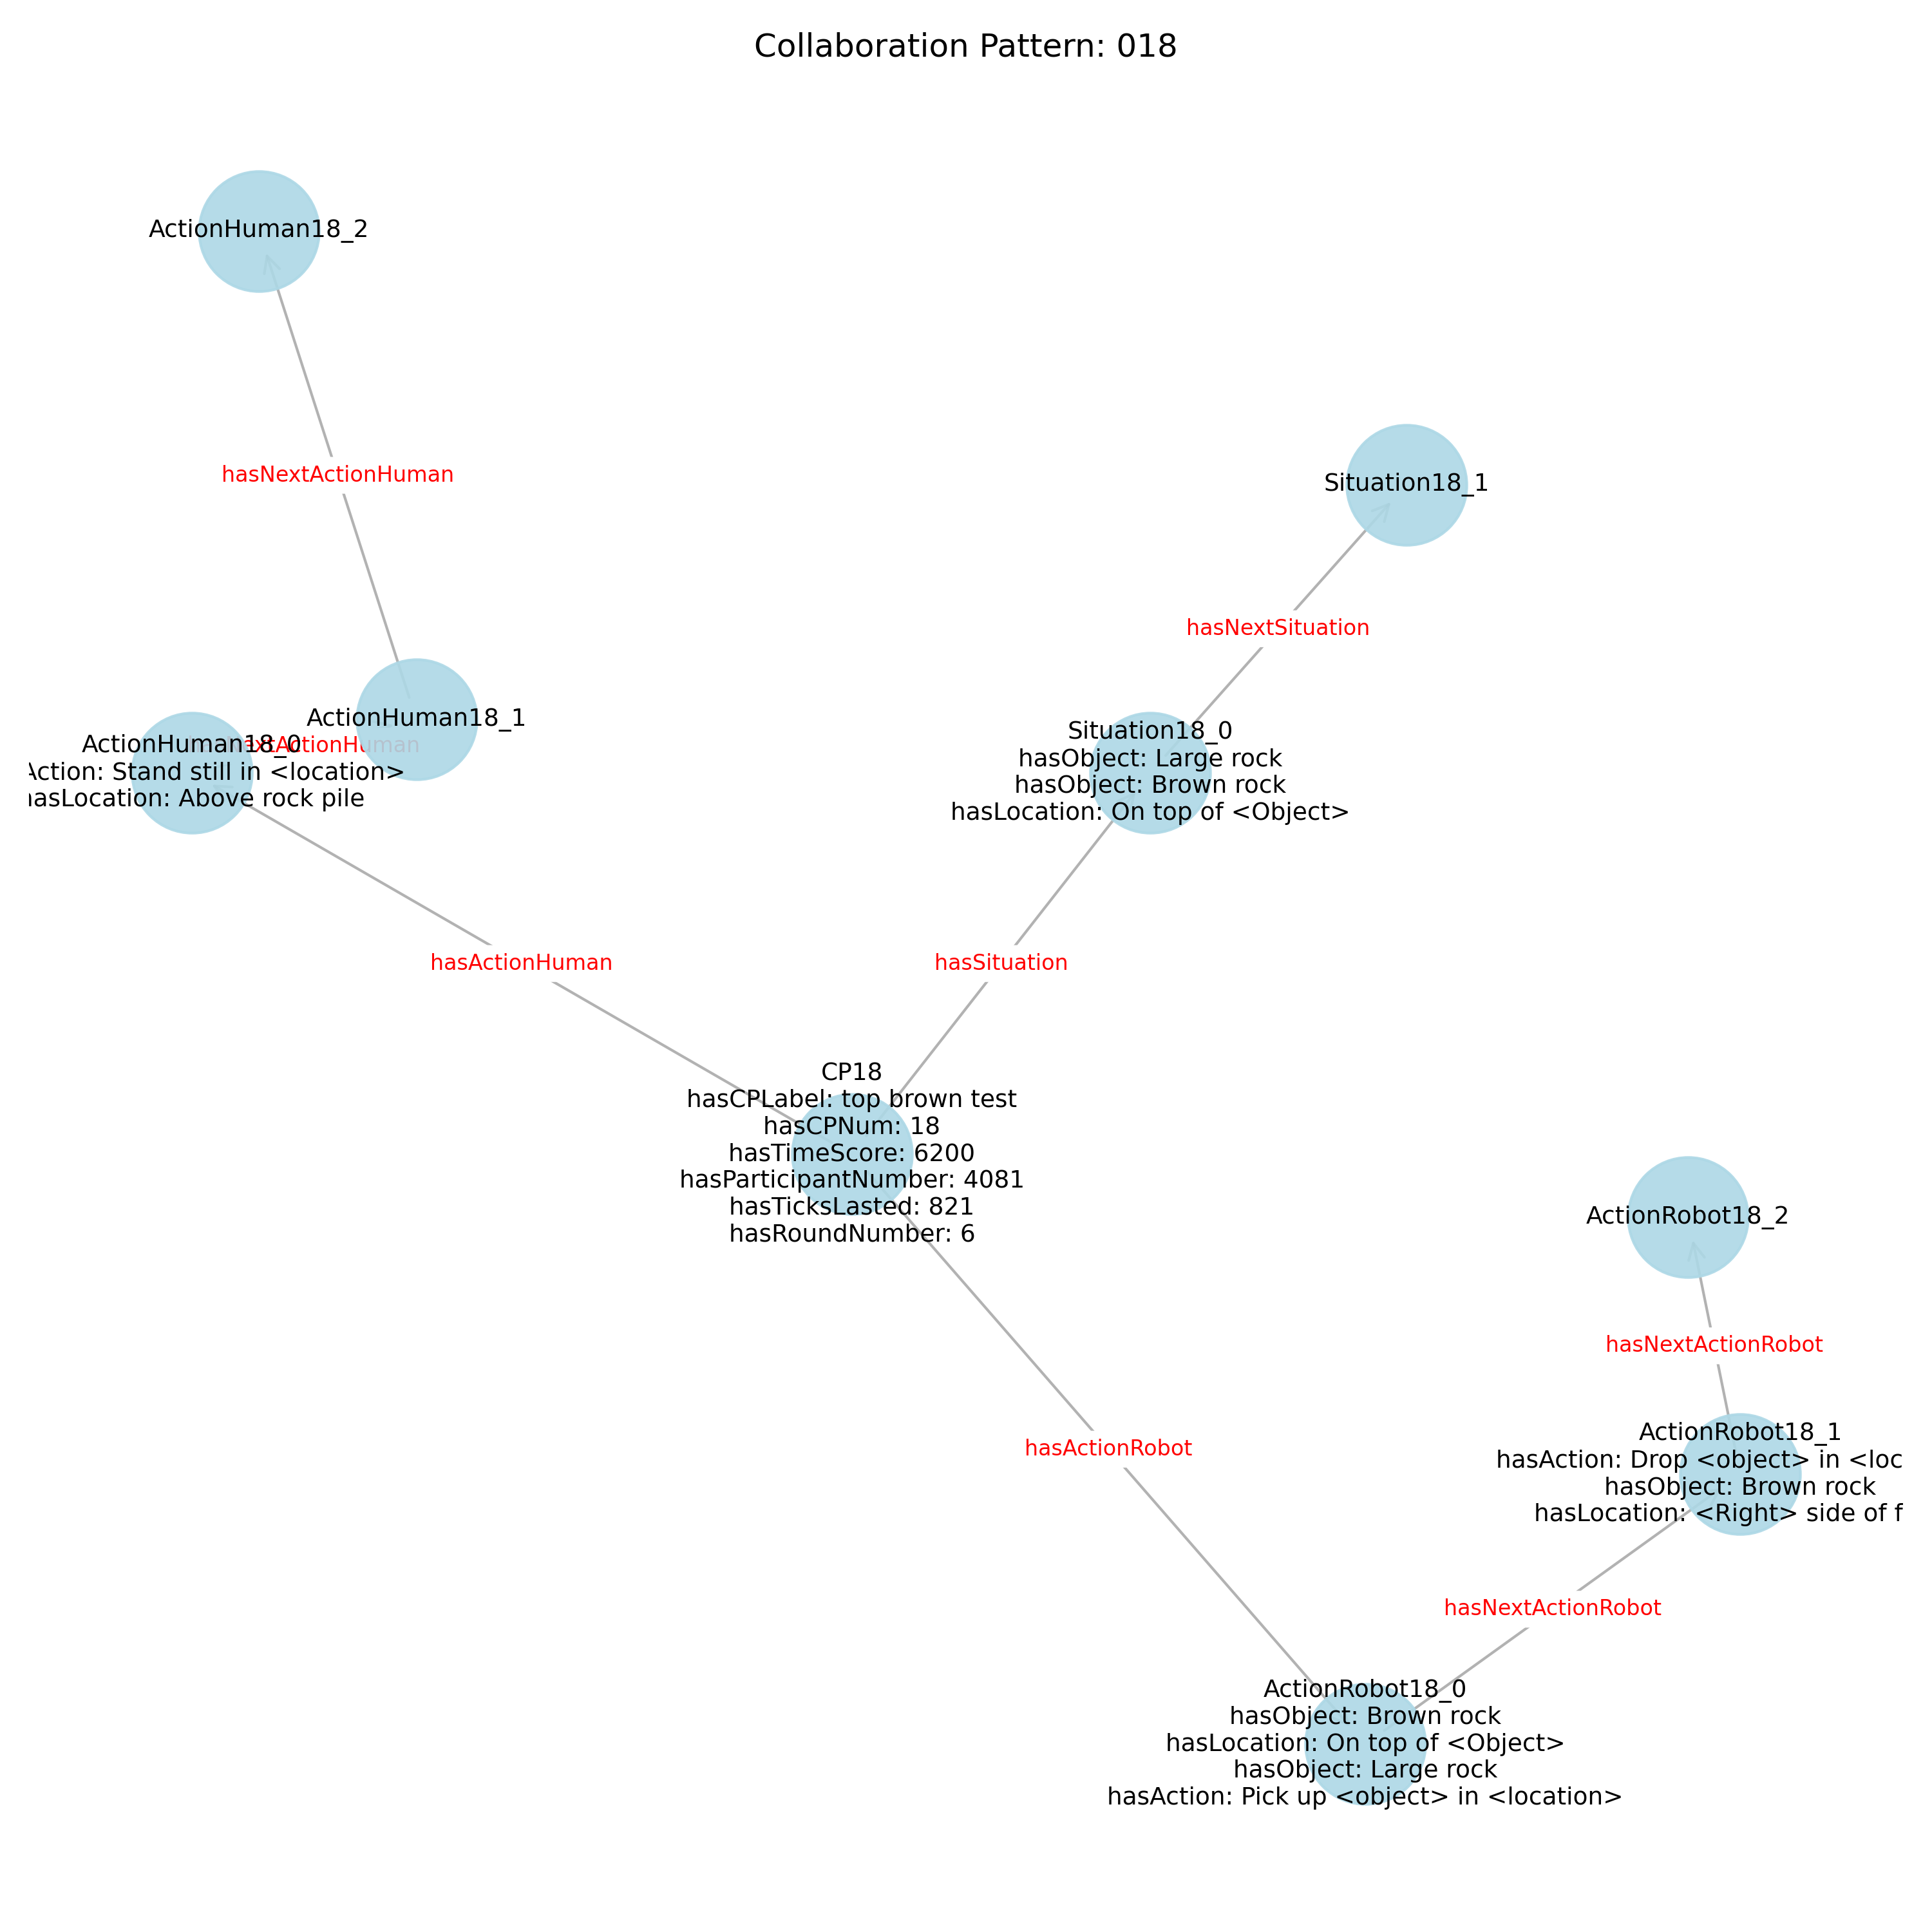 Collaboration Pattern: 018
ActionHuman18_2
hasNextActionHuman
Situation18_1
hasNextSituation
ActionHuman18_1
ActionHuman18_0
Action: Stand still in <location>
hasLocation: Above rock pile
Situation18_0
hasObject: Large rock
hasObject: Brown rock
hasLocation: On top of <Object>
hasActionHuman
hasSituation
CP18
hasCPLabel: top brown test
hasCPNum: 18
hasTimeScore: 6200
hasParticipantNumber: 4081
hasTicksLasted: 821
hasRoundNumber: 6
ActionRobot18_2
hasNextActionRobot
hasActionRobot
ActionRobot18_1
hasAction: Drop <object> in <loc
hasObject: Brown rock
hasLocation: <Right> side of f
hasNextActionRobot
ActionRobot18_0
hasObject: Brown rock
hasLocation: On top of <Object>
hasObject: Large rock
hasAction: Pick up <object> in <location>